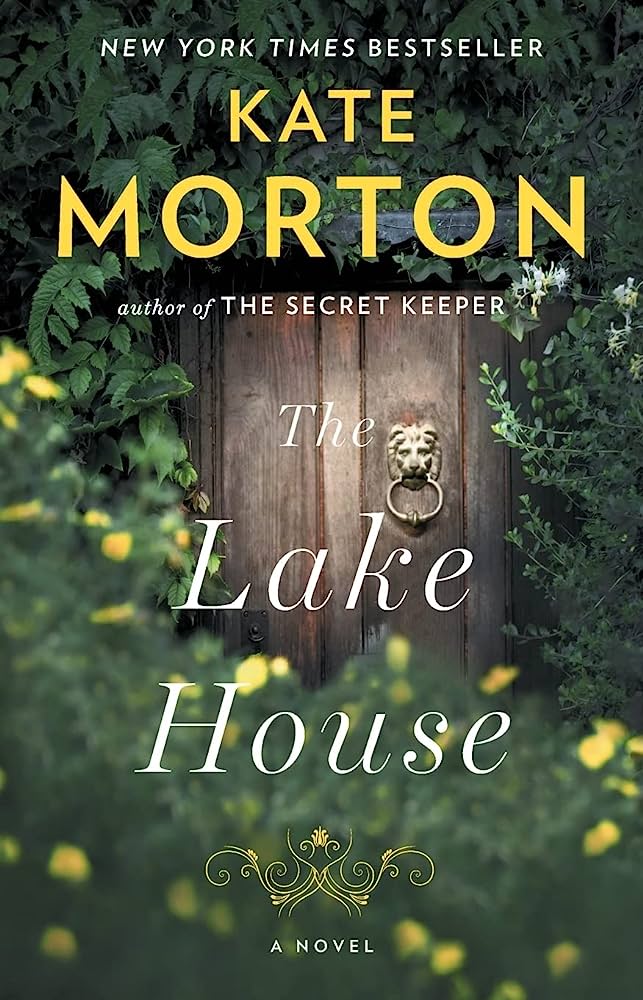 NEW YORK TIMES BESTSELLER
KATE
MORTON
author of THE SECRET KEEPER
The
Lake
House
A NOVEL